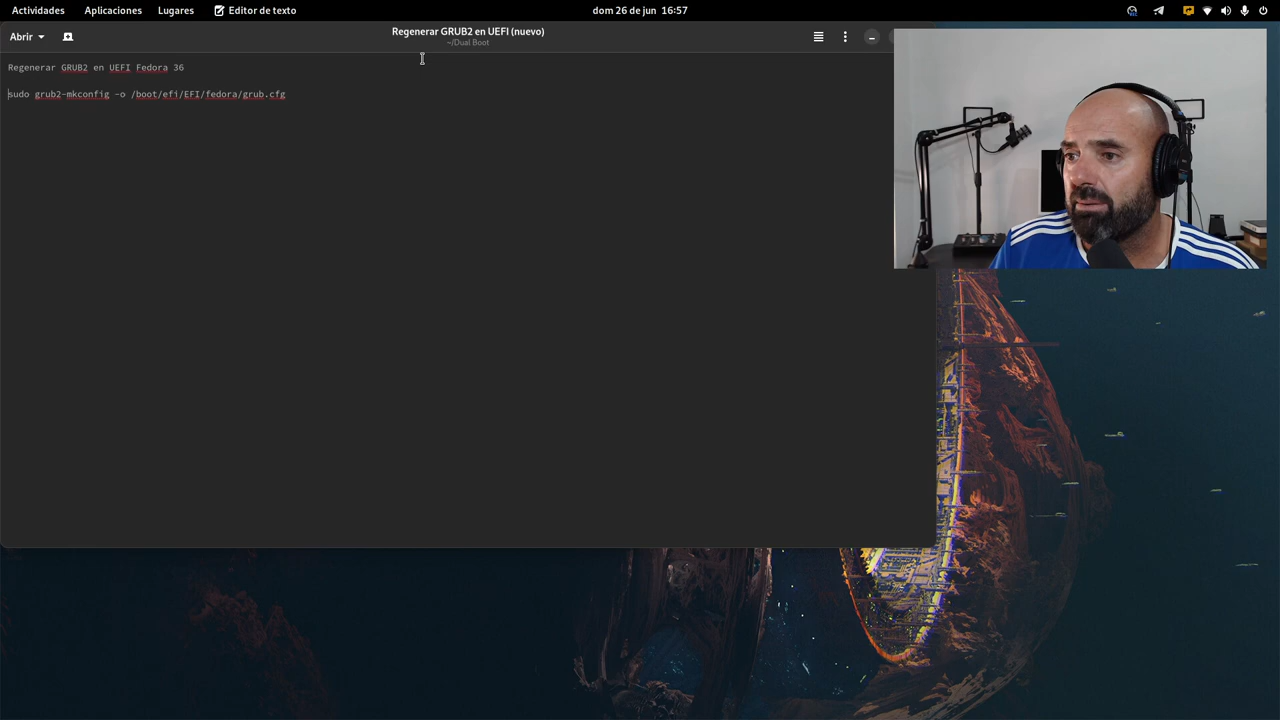 Actividades Aplicaciones Lugares Editor de texto dom 26 de jun 16:57
Abrir Regenerar GRUB2 en UEFI (nuevo)
~/Dual Boot
Regenerar GRUB2 en UEFI Fedora 36
sudo grub2-mkconfig -o /boot/efi/EFI/fedora/grub.cfg